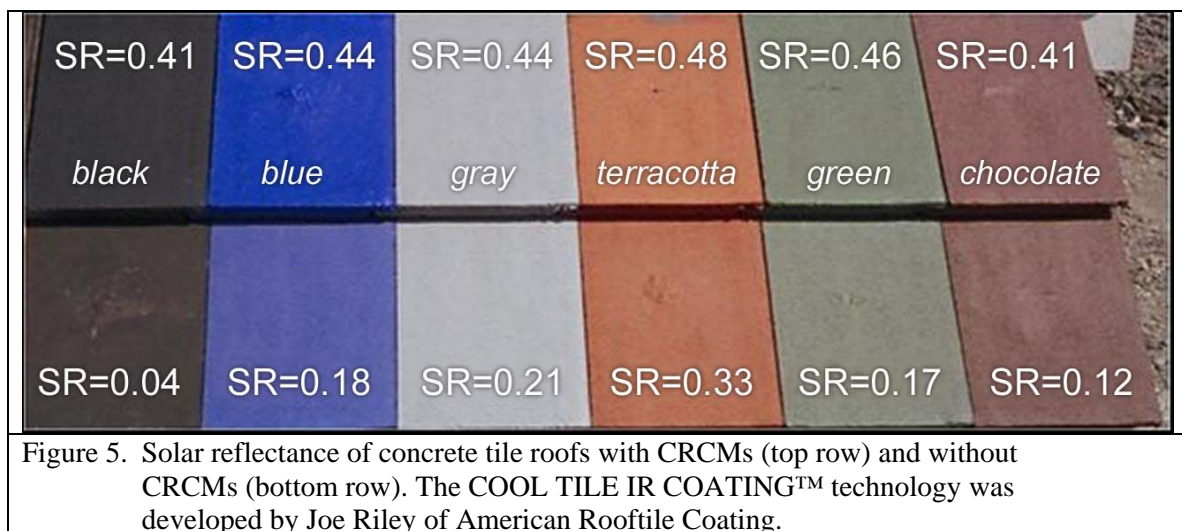 SR=0.41 SR=0.44 SR=0.44 SR=0.48 SR=0.46 SR=0.41
black blue gray terracotta green chocolate
SR=0.04 SR=0.18 SR=0.21 SR=0.33 SR=0.17 SR=0.12
Figure 5. Solar reflectance of concrete tile roofs with CRCMs (top row) and without
CRCMs (bottom row). The COOL TILE IR COATING™ technology was
developed by Joe Riley of American Rooftile Coating.